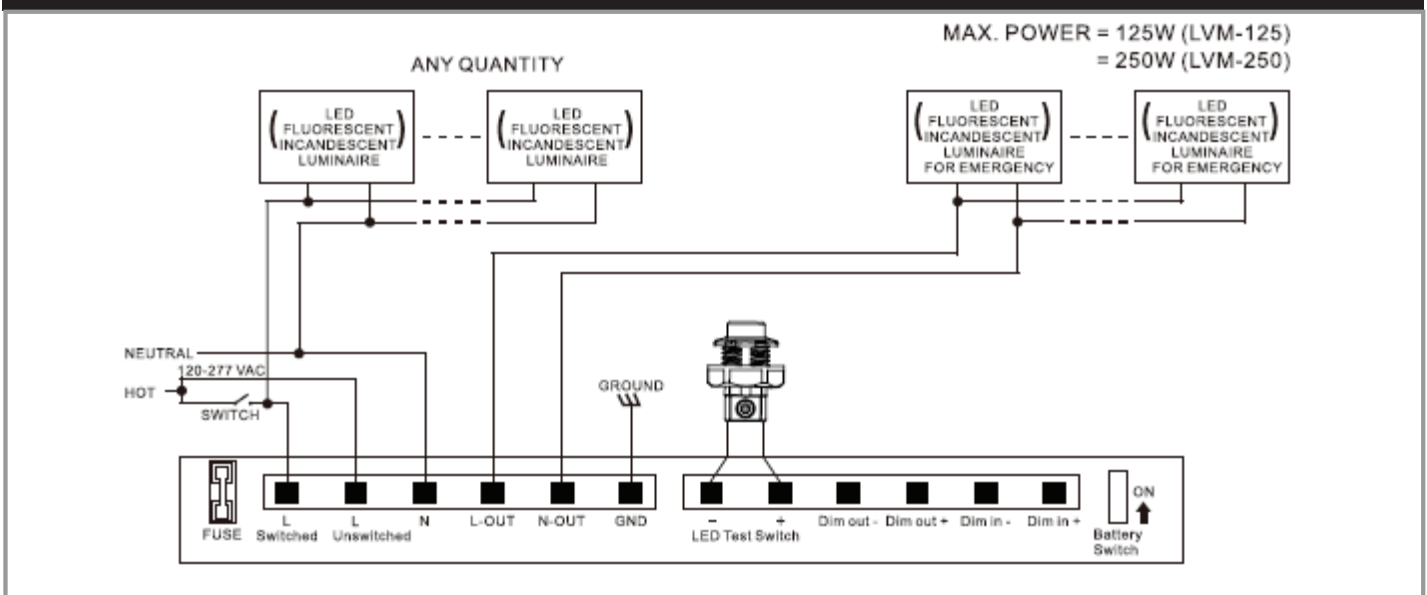 MAX. POWER = 125W (LVM-125)
= 250W (LVM-250)
ANY QUANTITY
( LED
FLUORESCENT
INCANDESCENT )
LUMINAIRE
( LED
FLUORESCENT
INCANDESCENT )
LUMINAIRE
( LED
FLUORESCENT
INCANDESCENT )
LUMINAIRE
FOR EMERGENCY
( LED
FLUORESCENT
INCANDESCENT )
LUMINAIRE
FOR EMERGENCY
NEUTRAL
120-277 VAC
HOT
SWITCH
GROUND
FUSE
L
Switched
L
Unswitched
N
L-OUT
N-OUT
GND
–
+
LED Test Switch
Dim out -
Dim out +
Dim in -
Dim in +
ON
Battery
Switch